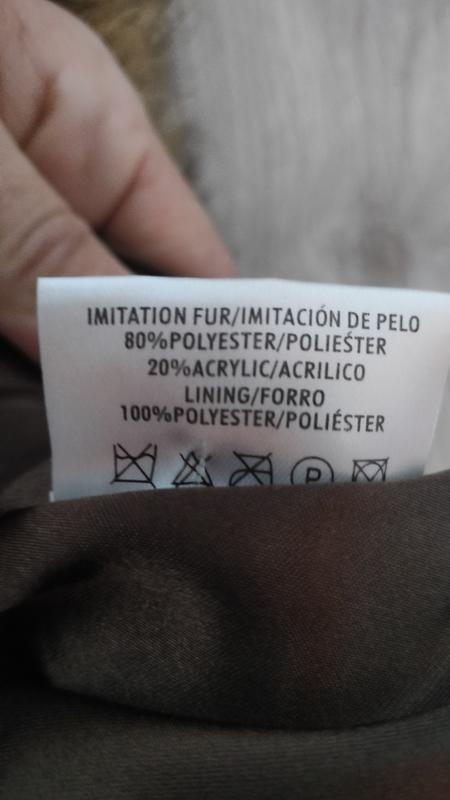 IMITATION FUR/IMITACIÓN DE PELO
80%POLYESTER/POLIEŚTER
20%ACRYLIC/ACRILICO
LINING/FORRO
100%POLYESTER/POLIÉSTER
P